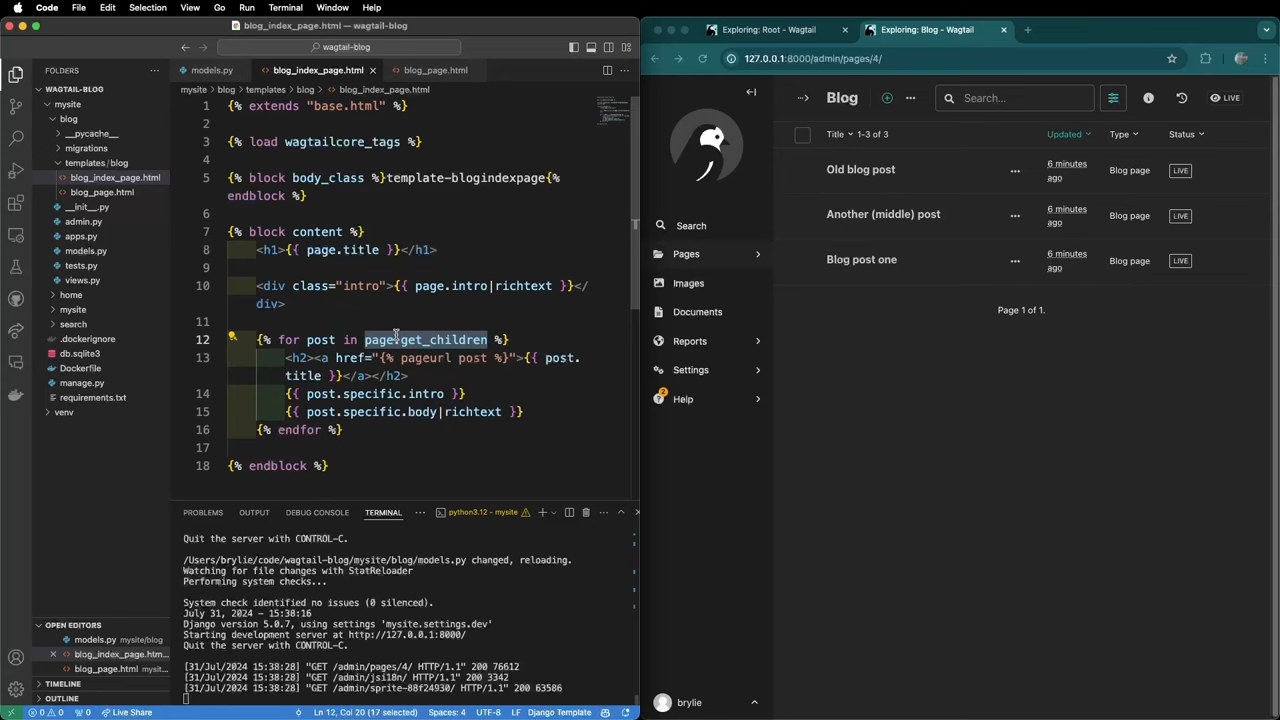 Code File Edit Selection View Go Run Terminal Window Help
blog_index_page.html — wagtail-blog
wagtail-blog
FOLDERS
WAGTAIL-BLOG
mysite
blog
__pycache__
migrations
templates/blog
blog_index_page.html
blog_page.html
__init__.py
admin.py
apps.py
models.py
tests.py
views.py
home
mysite
search
.dockerignore
db.sqlite3
Dockerfile
manage.py
requirements.txt
venv
OPEN EDITORS
models.py mysite/blog
blog_index_page.htm...
blog_page.html mysit...
TIMELINE
OUTLINE
models.py blog_index_page.html blog_page.html
mysite > blog > templates > blog > blog_index_page.html
1 {% extends "base.html" %}
2
3 {% load wagtailcore_tags %}
4
5 {% block body_class %}template-blogindexpage{%
endblock %}
6
7 {% block content %}
8 <h1>{{ page.title }}</h1>
9
10 <div class="intro">{{ page.intro|richtext }}</
div>
11
12 {% for post in page.get_children %}
13 <h2><a href="{% pageurl post %}">{{ post.
title }}</a></h2>
14 {{ post.specific.intro }}
15 {{ post.specific.body|richtext }}
16 {% endfor %}
17
18 {% endblock %}
PROBLEMS OUTPUT DEBUG CONSOLE TERMINAL python3.12 - mysite
Quit the server with CONTROL-C.
/Users/brylie/code/wagtail-blog/mysite/blog/models.py changed, reloading.
Watching for file changes with StatReloader
Performing system checks...
System check identified no issues (0 silenced).
July 31, 2024 - 15:38:16
Django version 5.0.7, using settings 'mysite.settings.dev'
Starting development server at http://127.0.0.1:8000/
Quit the server with CONTROL-C.
[31/Jul/2024 15:38:28] "GET /admin/pages/4/ HTTP/1.1" 200 76612
[31/Jul/2024 15:38:28] "GET /admin/jsi18n/ HTTP/1.1" 200 3342
[31/Jul/2024 15:38:28] "GET /admin/sprite-88f24930/ HTTP/1.1" 200 63586
0 0 0 Live Share Ln 12, Col 20 (17 selected) Spaces: 4 UTF-8 LF Django Template
Exploring: Root - Wagtail Exploring: Blog - Wagtail
127.0.0.1:8000/admin/pages/4/
Search
Pages
Images
Documents
Reports
Settings
2
Help
brylie
Blog Search... LIVE
Title 1-3 of 3 Updated Type Status
Old blog post 6 minutes ago Blog page LIVE
Another (middle) post 6 minutes ago Blog page LIVE
Blog post one 6 minutes ago Blog page LIVE
Page 1 of 1.